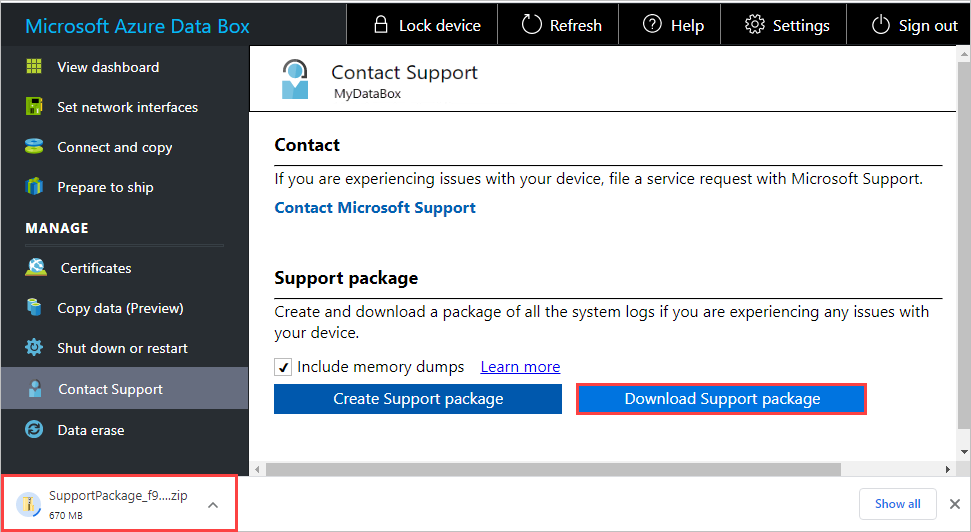 Microsoft Azure Data Box
Lock device
Refresh
Help
Settings
Sign out
View dashboard
Set network interfaces
Connect and copy
Prepare to ship
MANAGE
Certificates
Copy data (Preview)
Shut down or restart
Contact Support
Data erase
Contact Support
MyDataBox
Contact
If you are experiencing issues with your device, file a service request with Microsoft Support.
Contact Microsoft Support
Support package
Create and download a package of all the system logs if you are experiencing any issues with
your device.
Include memory dumps Learn more
Create Support package
Download Support package
SupportPackage_f9....zip
670 MB
Show all